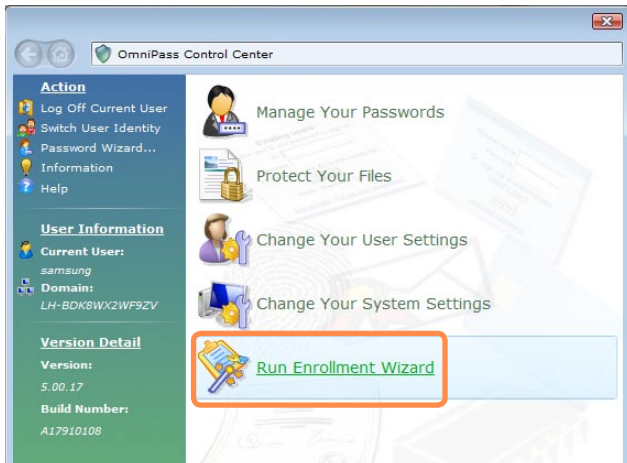 OmniPass Control Center
Action
Log Off Current User
Switch User Identity
Password Wizard...
Information
Help
User Information
Current User:
samsung
Domain:
LH-BDK8WX2WF9ZV
Version Detail
Version:
5.00.17
Build Number:
A17910108
Manage Your Passwords
Protect Your Files
Change Your User Settings
Change Your System Settings
Run Enrollment Wizard